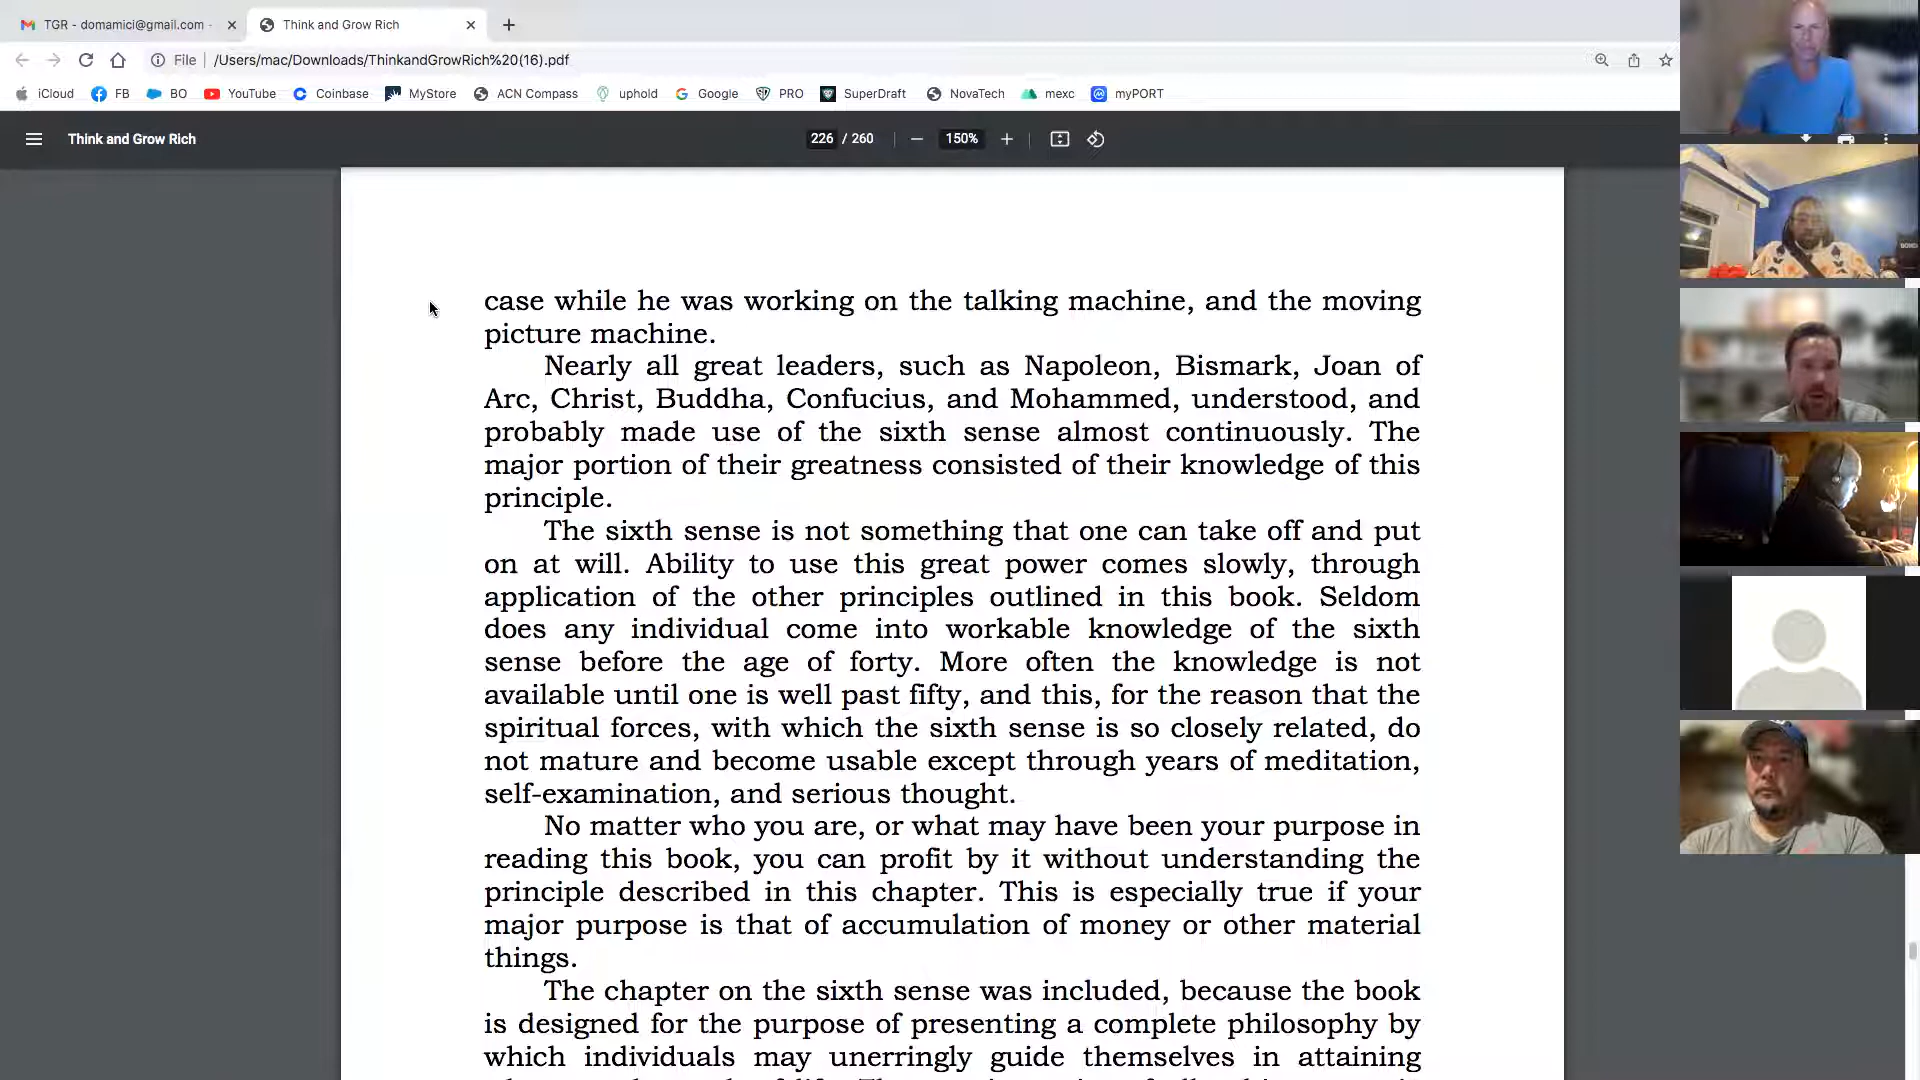 TGR - domamici@gmail.com -
Think and Grow Rich
File /Users/mac/Downloads/ThinkandGrowRich%20(16).pdf
iCloud FB BO YouTube Coinbase MyStore ACN Compass uphold Google PRO SuperDraft NovaTech mexc myPORT
Think and Grow Rich 226 / 260 150%
case while he was working on the talking machine, and the moving
picture machine.
Nearly all great leaders, such as Napoleon, Bismark, Joan of
Arc, Christ, Buddha, Confucius, and Mohammed, understood, and
probably made use of the sixth sense almost continuously. The
major portion of their greatness consisted of their knowledge of this
principle.
The sixth sense is not something that one can take off and put
on at will. Ability to use this great power comes slowly, through
application of the other principles outlined in this book. Seldom
does any individual come into workable knowledge of the sixth
sense before the age of forty. More often the knowledge is not
available until one is well past fifty, and this, for the reason that the
spiritual forces, with which the sixth sense is so closely related, do
not mature and become usable except through years of meditation,
self-examination, and serious thought.
No matter who you are, or what may have been your purpose in
reading this book, you can profit by it without understanding the
principle described in this chapter. This is especially true if your
major purpose is that of accumulation of money or other material
things.
The chapter on the sixth sense was included, because the book
is designed for the purpose of presenting a complete philosophy by
which individuals may unerringly guide themselves in attaining